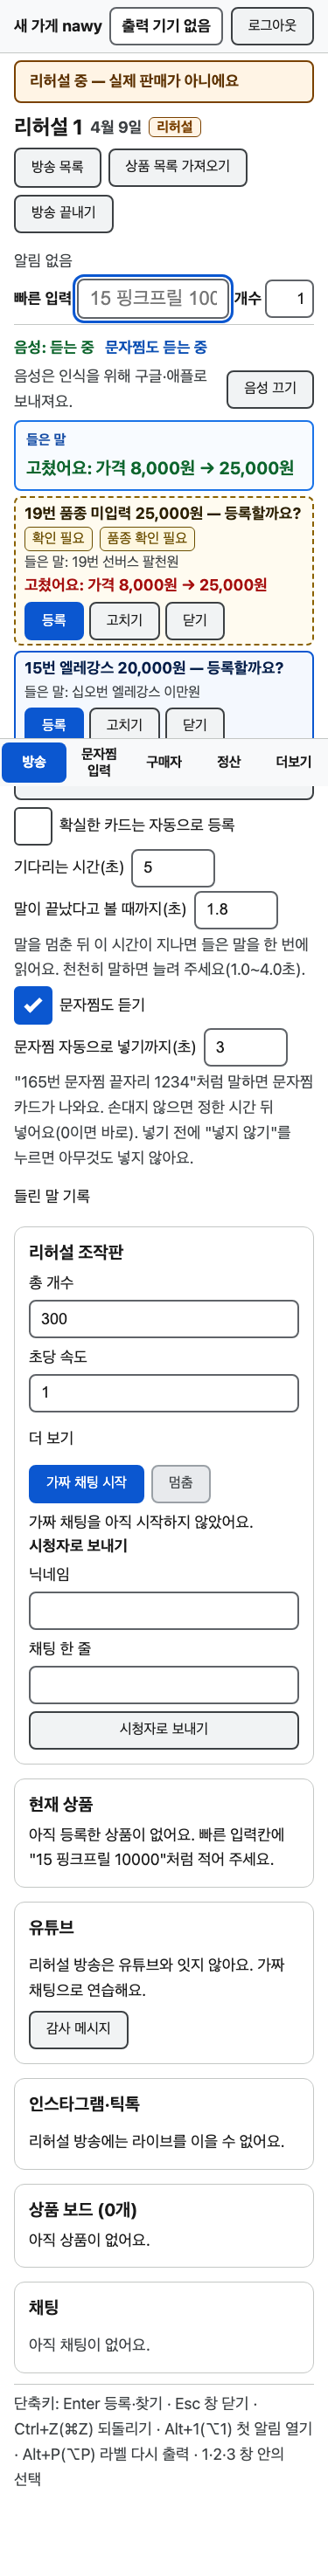 새 가게 nawy
출력 기기 없음
로그아웃
리허설 중 — 실제 판매가 아니에요
리허설 1 4월 9일 리허설
방송 목록
상품 목록 가져오기
방송 끝내기
알림 없음
빠른 입력
15 핑크프릴 100
개수
1
음성: 듣는 중 문자찜도 듣는 중
음성은 인식을 위해 구글·애플로
보내져요.
음성 끄기
들은 말
고쳤어요: 가격 8,000원 → 25,000원
19번 품종 미입력 25,000원 — 등록할까요?
확인 필요
품종 확인 필요
들은 말: 19번 선버스 팔천원
고쳤어요: 가격 8,000원 → 25,000원
등록
고치기
닫기
15번 엘레강스 20,000원 — 등록할까요?
들은 말: 십오번 엘레강스 이만원
등록
고치기
닫기
방송
문자찜
입력
구매자
정산
더보기
확실한 카드는 자동으로 등록
기다리는 시간(초)
5
말이 끝났다고 볼 때까지(초)
1.8
말을 멈춘 뒤 이 시간이 지나면 들은 말을 한 번에
읽어요. 천천히 말하면 늘려 주세요(1.0~4.0초).
문자찜도 듣기
문자찜 자동으로 넣기까지(초)
3
"165번 문자찜 끝자리 1234"처럼 말하면 문자찜
카드가 나와요. 손대지 않으면 정한 시간 뒤
넣어요(0이면 바로). 넣기 전에 "넣지 않기"를
누르면 아무것도 넣지 않아요.
들린 말 기록
리허설 조작판
총 개수
300
초당 속도
1
더 보기
가짜 채팅 시작
멈춤
가짜 채팅을 아직 시작하지 않았어요.
시청자로 보내기
닉네임
채팅 한 줄
시청자로 보내기
현재 상품
아직 등록한 상품이 없어요. 빠른 입력칸에
"15 핑크프릴 10000"처럼 적어 주세요.
유튜브
리허설 방송은 유튜브와 잇지 않아요. 가짜
채팅으로 연습해요.
감사 메시지
인스타그램·틱톡
리허설 방송에는 라이브를 이을 수 없어요.
상품 보드 (0개)
아직 상품이 없어요.
채팅
아직 채팅이 없어요.
단축키: Enter 등록·찾기 · Esc 창 닫기 ·
Ctrl+Z(⌘Z) 되돌리기 · Alt+1(⌥1) 첫 알림 열기
· Alt+P(⌥P) 라벨 다시 출력 · 1·2·3 창 안의
선택